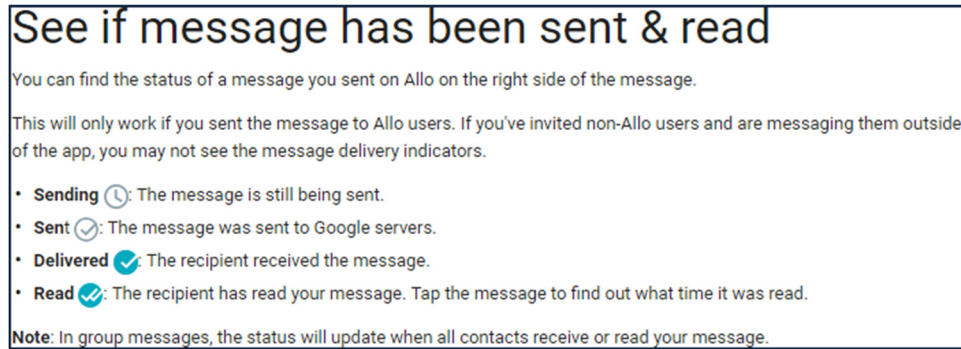 See if message has been sent & read
You can find the status of a message you sent on Allo on the right side of the message.
This will only work if you sent the message to Allo users. If you've invited non-Allo users and are messaging them outside
of the app, you may not see the message delivery indicators.
• Sending : The message is still being sent.
• Sent : The message was sent to Google servers.
• Delivered : The recipient received the message.
• Read : The recipient has read your message. Tap the message to find out what time it was read.
Note: In group messages, the status will update when all contacts receive or read your message.